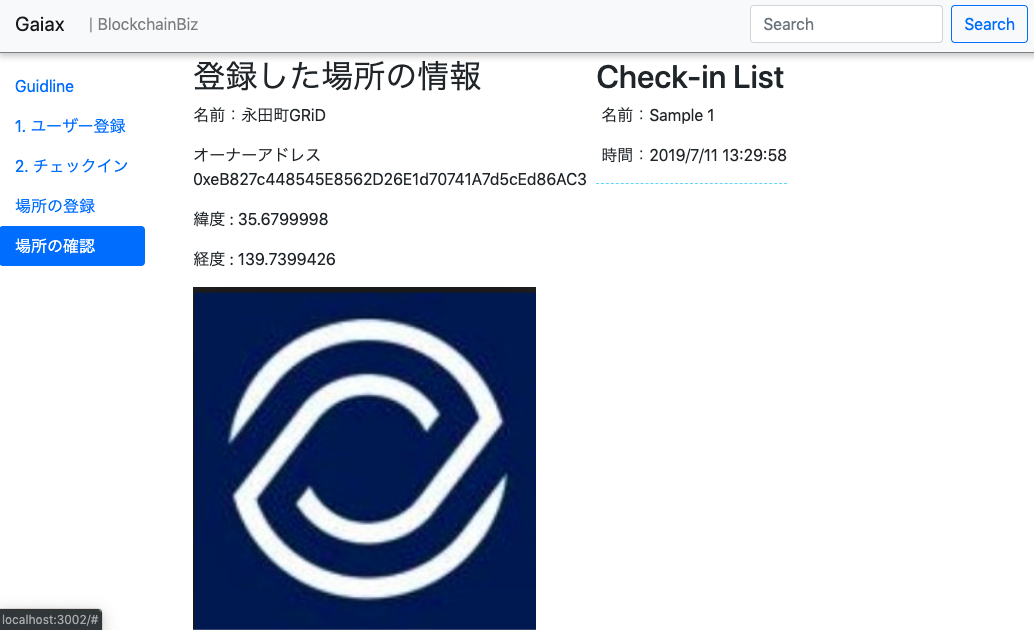 Gaiax | BlockchainBiz
Search
Search
Guidline
1. ユーザー登録
2. チェックイン
場所の登録
場所の確認
登録した場所の情報
名前：永田町GRiD
オーナーアドレス
0xeB827c448545E8562D26E1d70741A7d5cEd86AC3
緯度 : 35.6799998
経度 : 139.7399426
Check-in List
名前：Sample 1
時間：2019/7/11 13:29:58
localhost:3002/#